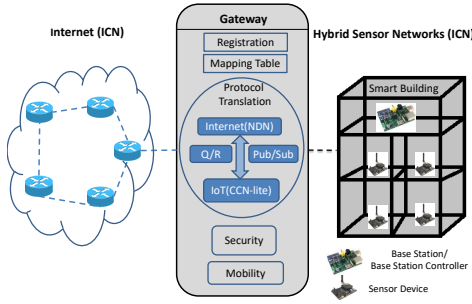 Gateway
Internet (ICN)
Registration
Hybrid Sensor Networks (ICN)
Mapping Table
Protocol
Translation
Smart Building
Internet(NDN)
Q/R
Pub/Sub
IoT(CCN-lite)
Security
Mobility
Base Station/
Base Station Controller
Sensor Device